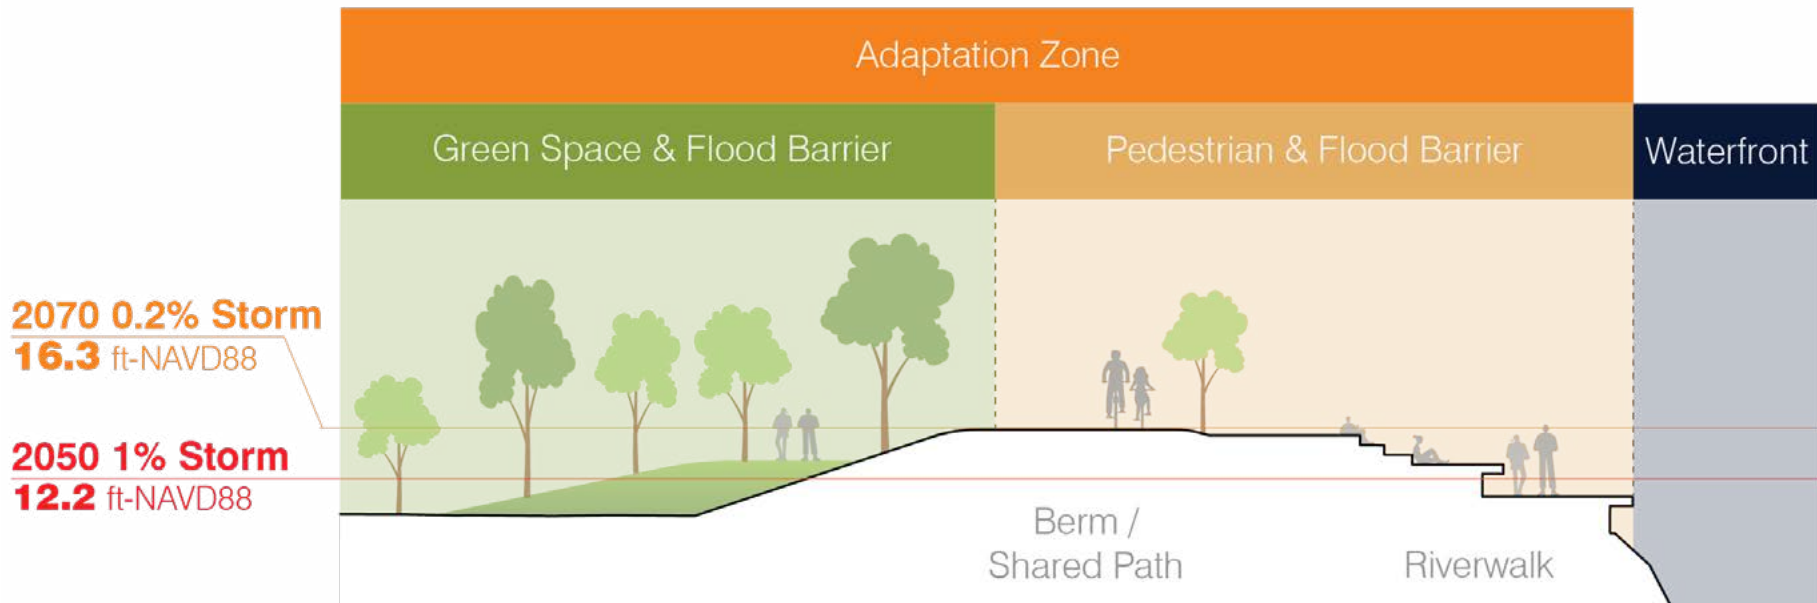 Adaptation Zone
Green Space & Flood Barrier
Pedestrian & Flood Barrier
Waterfront
2070 0.2% Storm
16.3 ft-NAVD88
2050 1% Storm
12.2 ft-NAVD88
Berm /
Shared Path
Riverwalk